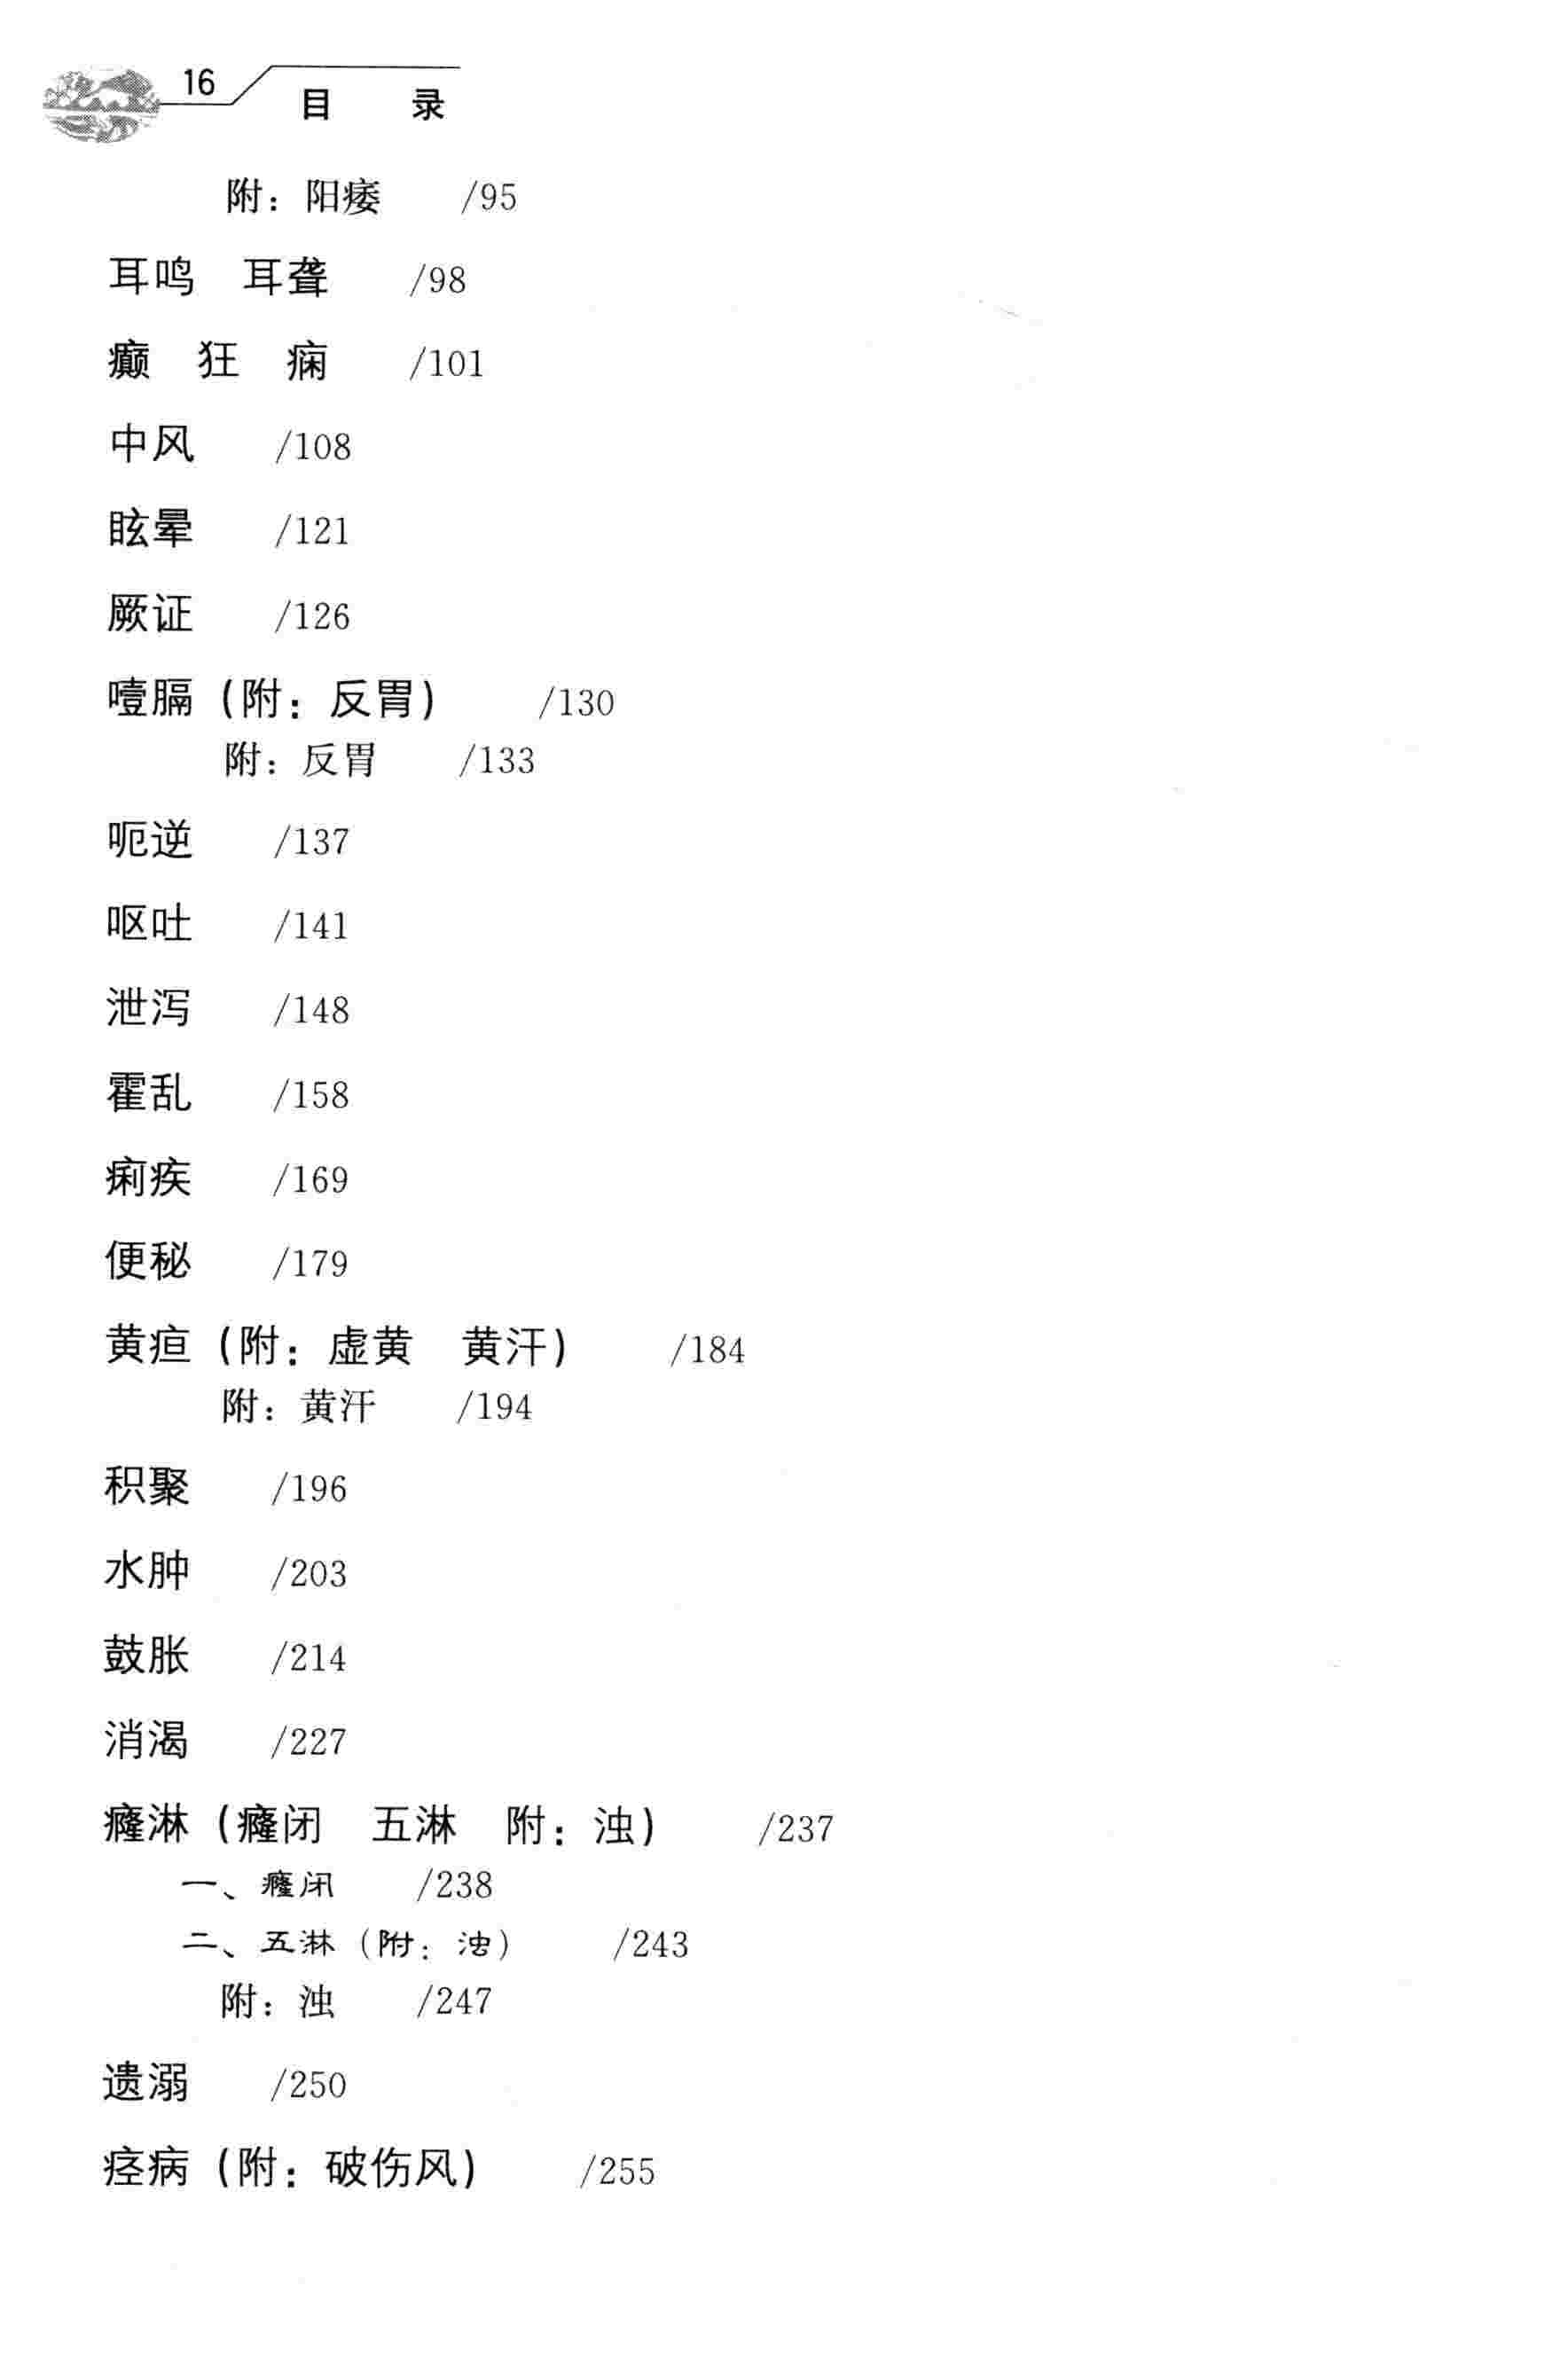 16
目 录
附：阳痿 /95
耳鸣 耳聋 /98
癫 狂 痫 /101
中风 /108
眩晕 /121
厥证 /126
噎膈（附：反胃） /130
附：反胃 /133
呃逆 /137
呕吐 /141
泄泻 /148
霍乱 /158
痢疾 /169
便秘 /179
黄疸（附：虚黄 黄汗） /184
附：黄汗 /194
积聚 /196
水肿 /203
鼓胀 /214
消渴 /227
癃淋（癃闭 五淋 附：浊） /237
一、癃闭 /238
二、五淋（附：浊） /243
附：浊 /247
遗溺 /250
痉病（附：破伤风） /255